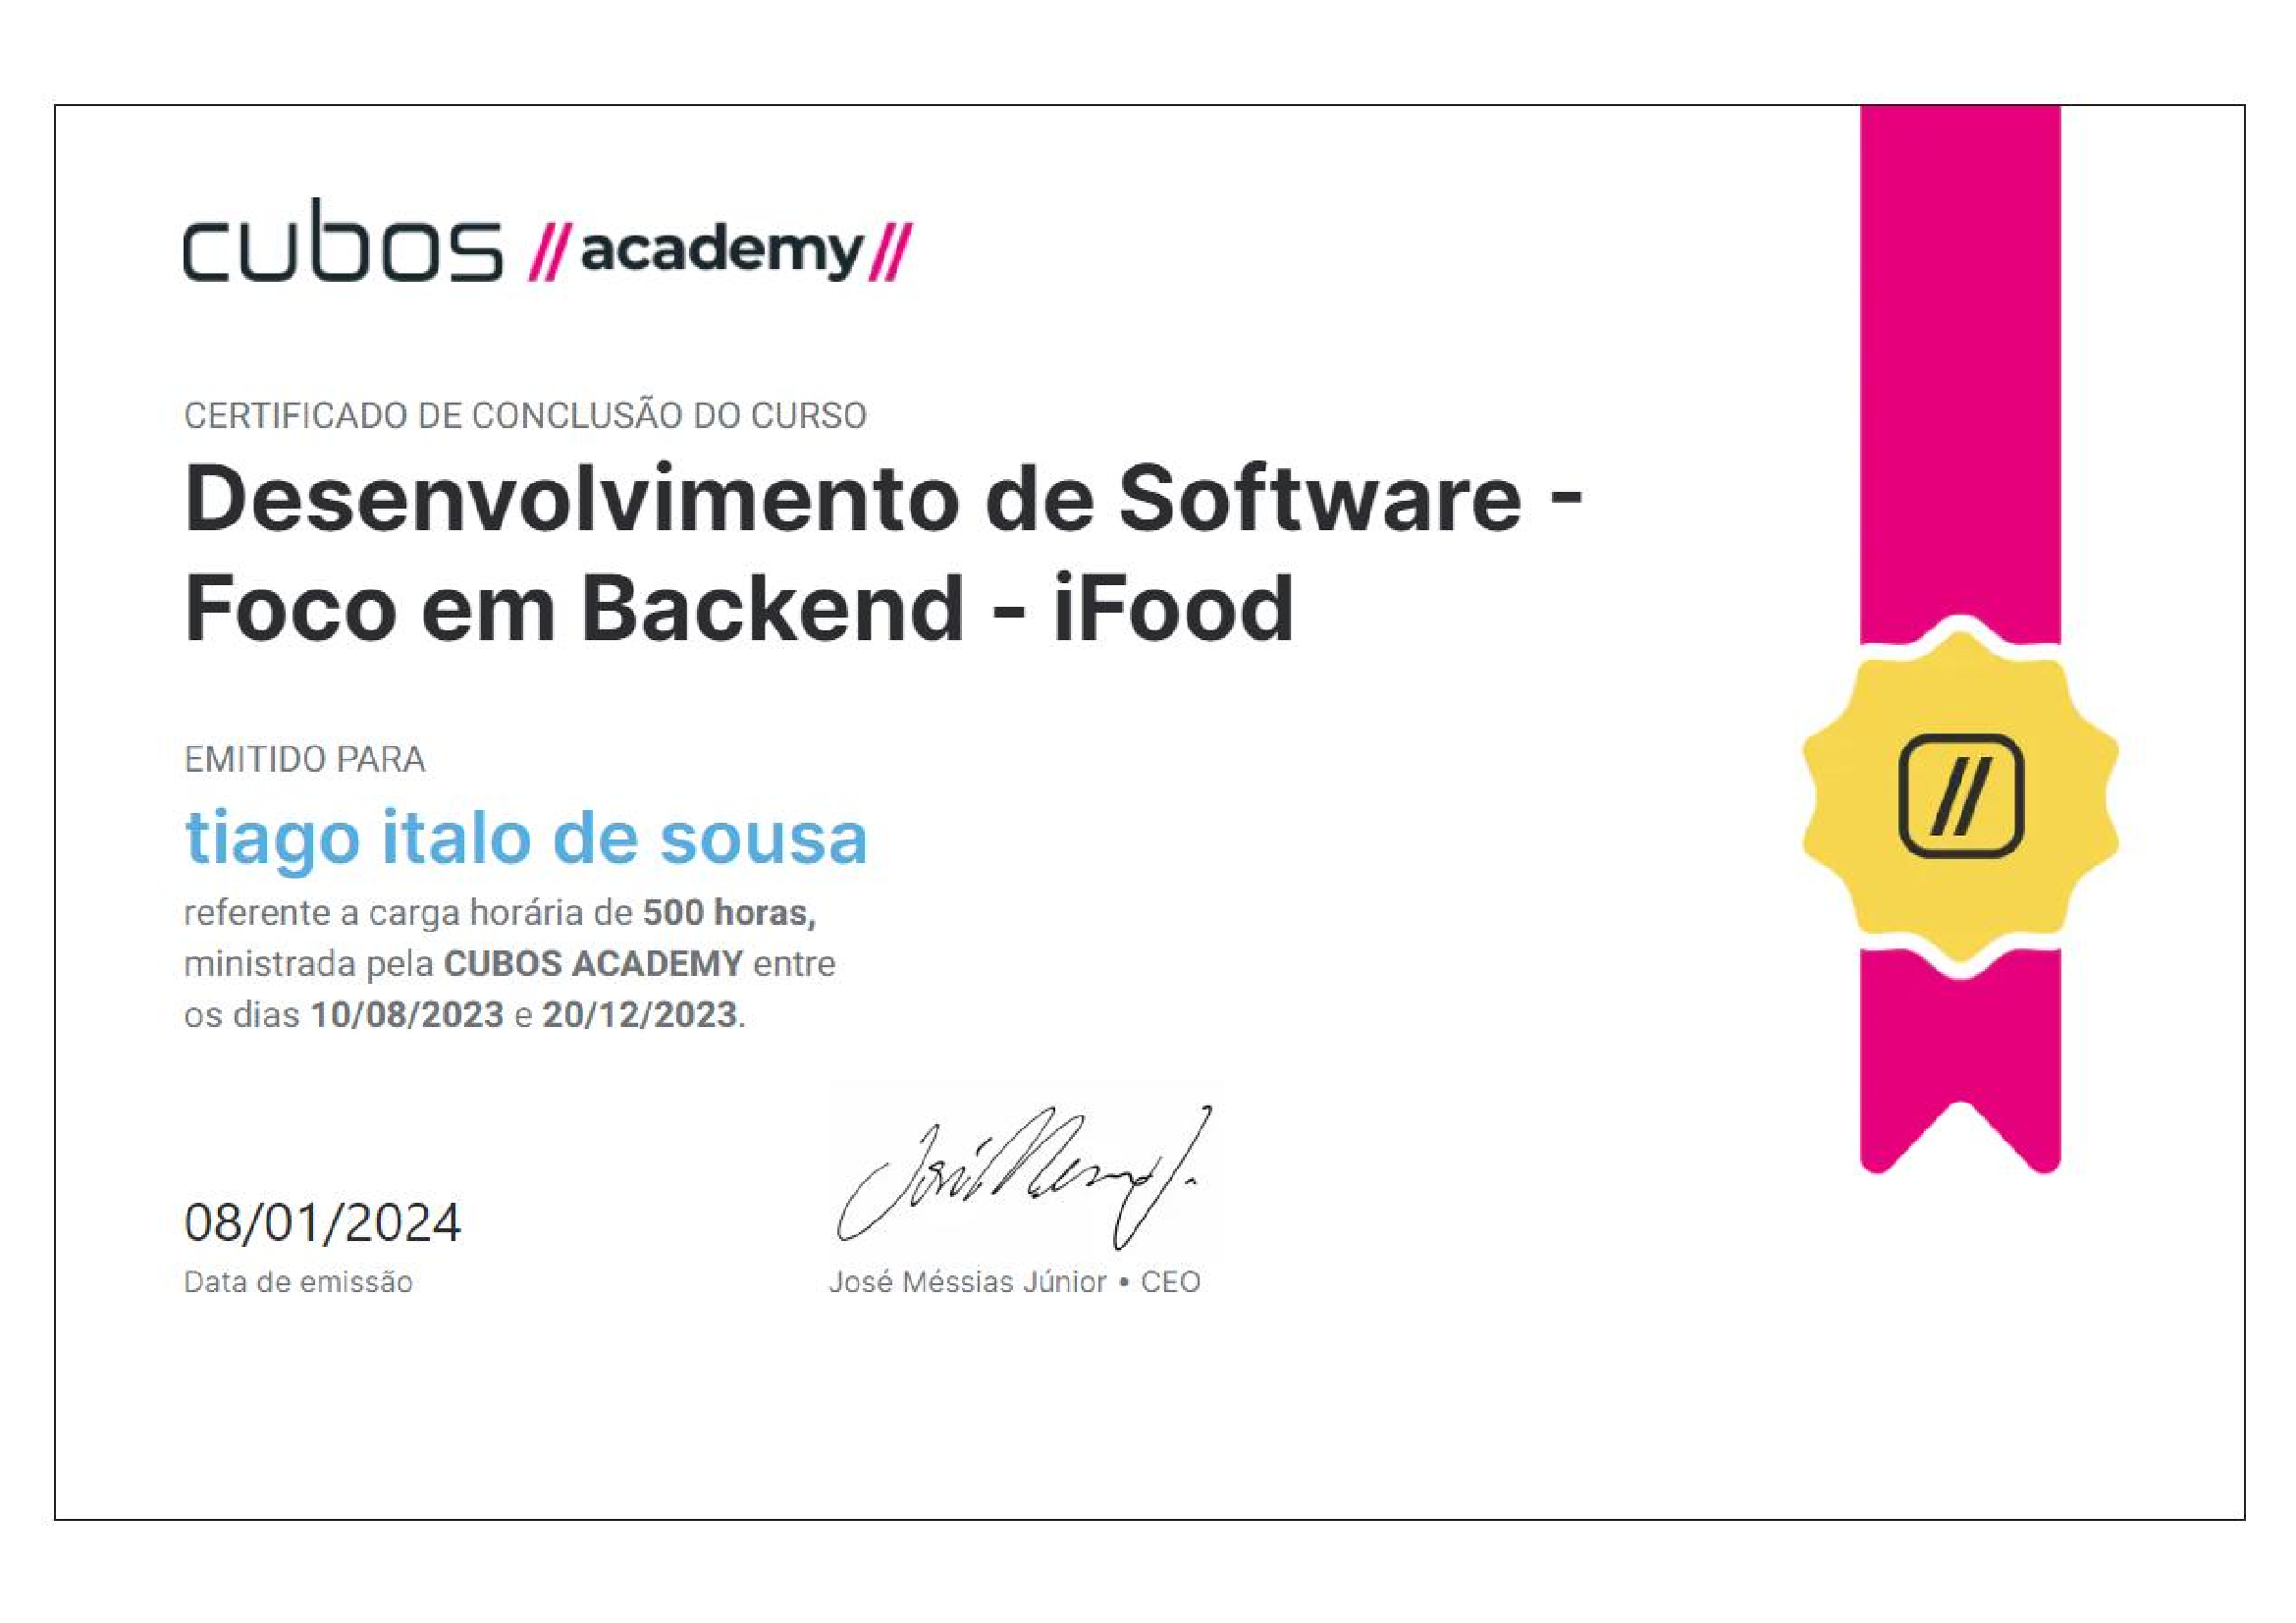 cubos //academy//
CERTIFICADO DE CONCLUSÃO DO CURSO
Desenvolvimento de Software -
Foco em Backend - iFood
EMITIDO PARA
tiago italo de sousa
referente a carga horária de 500 horas,
ministrada pela CUBOS ACADEMY entre
os dias 10/08/2023 e 20/12/2023.
08/01/2024
Data de emissão
José Méssias Júnior • CEO
//